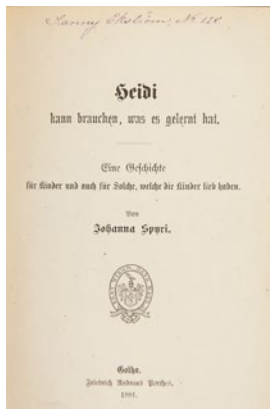 Heidi
kann brauchen, was es gelernt hat.
Eine Geschichte
für Kinder und auch für Solche, welche die Kinder lieb haben.
Von
Johanna Spyri.
Gotha.
Friedrich Andreas Perthes.
1881.